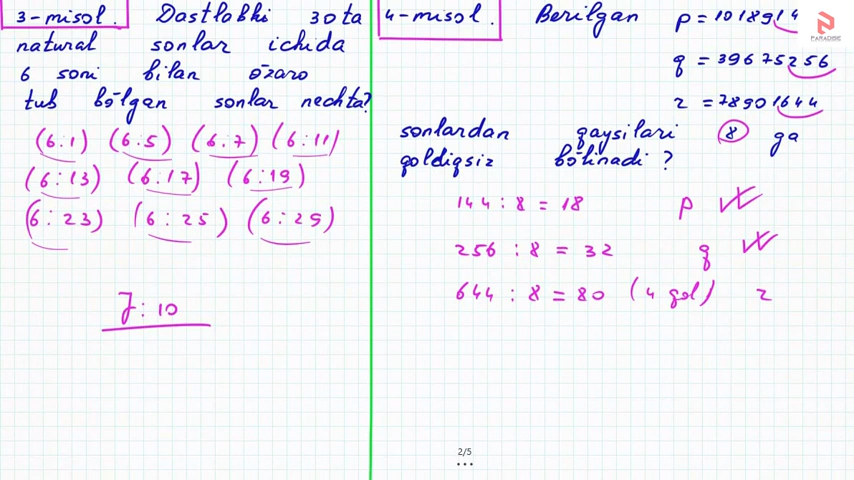 3-misol. Dastlabki 30 ta
natural sonlar ichida
6 soni bilan o'zaro
tub bo'lgan sonlar nechta?
(6:1) (6.5) (6.7) (6:11)
(6:13) (6:17) (6:19)
(6:23) (6:25) (6:29)
J: 10
4-misol. Berilgan p = 1018914
q = 39675256
z = 78901644
sonlardan qaysilari 8 ga
qoldiqsiz bo'linadi?
144 : 8 = 18 p
256 : 8 = 32 q
644 : 8 = 80 (4 qol) z
PARADISE
2/5